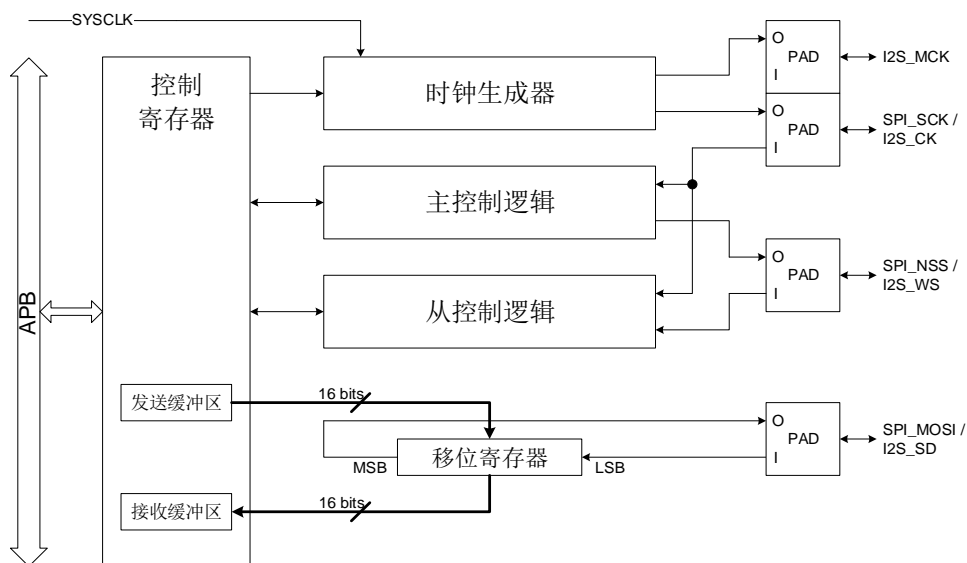 SYSCLK
控制
寄存器
时钟生成器
O
PAD
I
I2S_MCK
O
PAD
I
SPI_SCK /
I2S_CK
主控制逻辑
O
PAD
I
SPI_NSS /
I2S_WS
APB
从控制逻辑
发送缓冲区
16 bits
O
PAD
I
SPI_MOSI /
I2S_SD
MSB
移位寄存器
LSB
接收缓冲区
16 bits